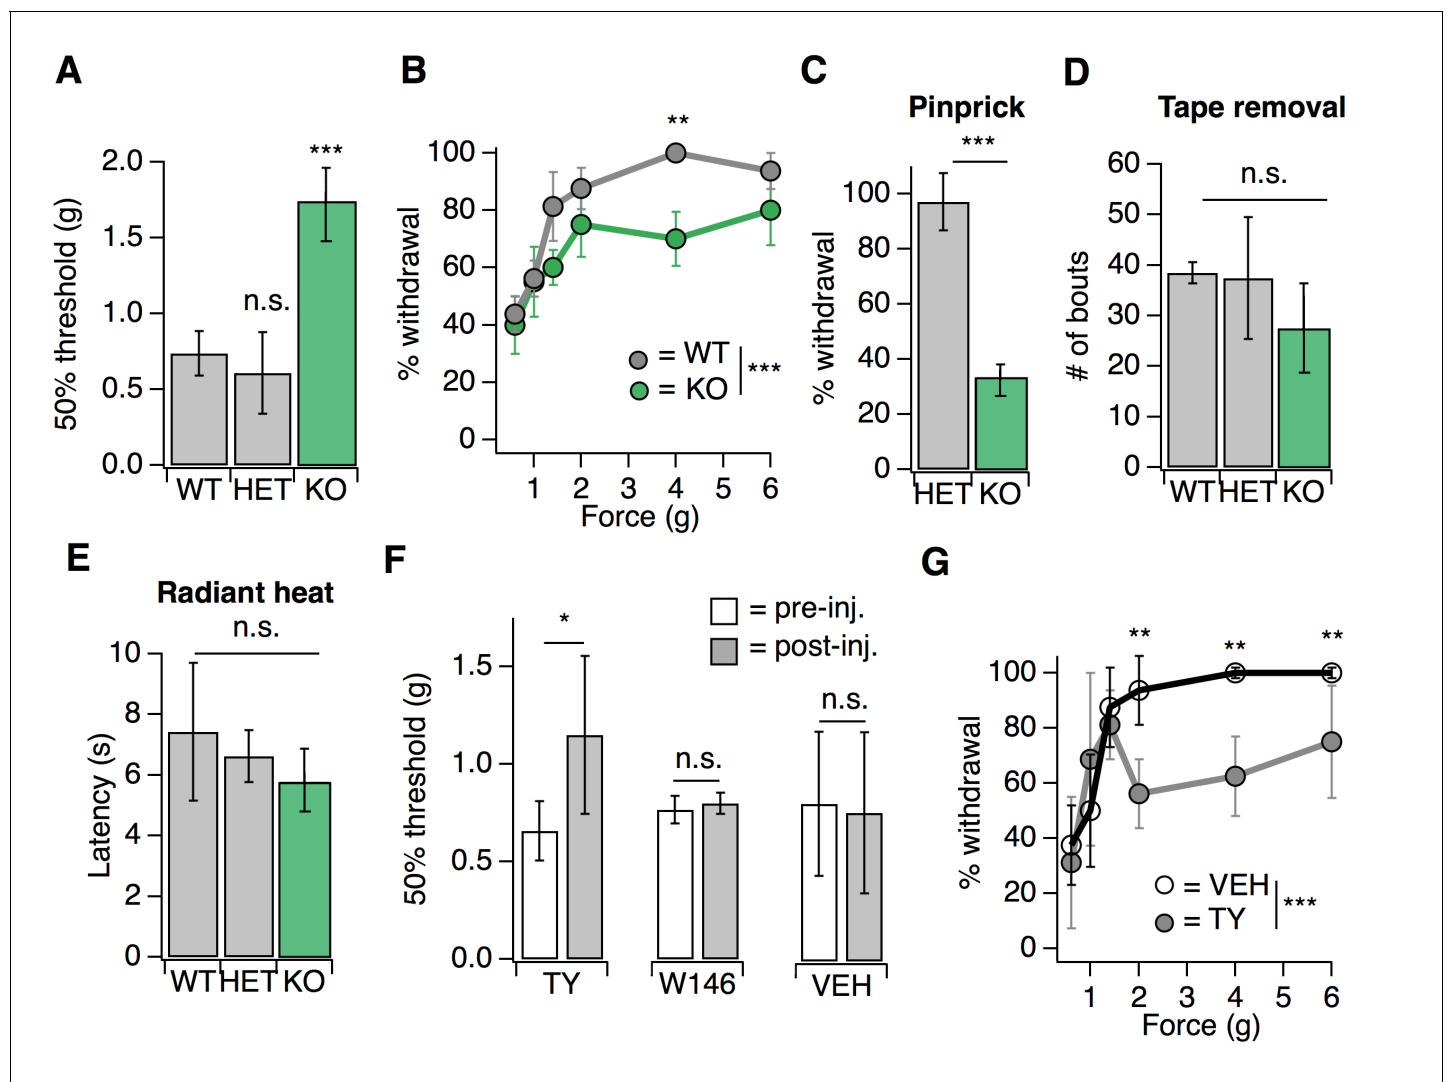 A
50% threshold (g)
2.0
1.5
1.0
0.5
0.0
***
n.s.
WT HET KO
B
% withdrawal
100
80
60
40
20
0
**
= WT
= KO
***
1 2 3 4 5 6
Force (g)
C
Pinprick
***
% withdrawal
100
80
60
40
20
0
HET KO
D
Tape removal
n.s.
# of bouts
60
50
40
30
20
10
0
WT HET KO
E
Radiant heat
n.s.
Latency (s)
10
8
6
4
2
0
WT HET KO
F
= pre-inj.
= post-inj.
50% threshold (g)
1.5
1.0
0.5
0.0
*
n.s.
n.s.
TY W146 VEH
G
% withdrawal
100
80
60
40
20
0
** ** **
= VEH
= TY
***
1 2 3 4 5 6
Force (g)